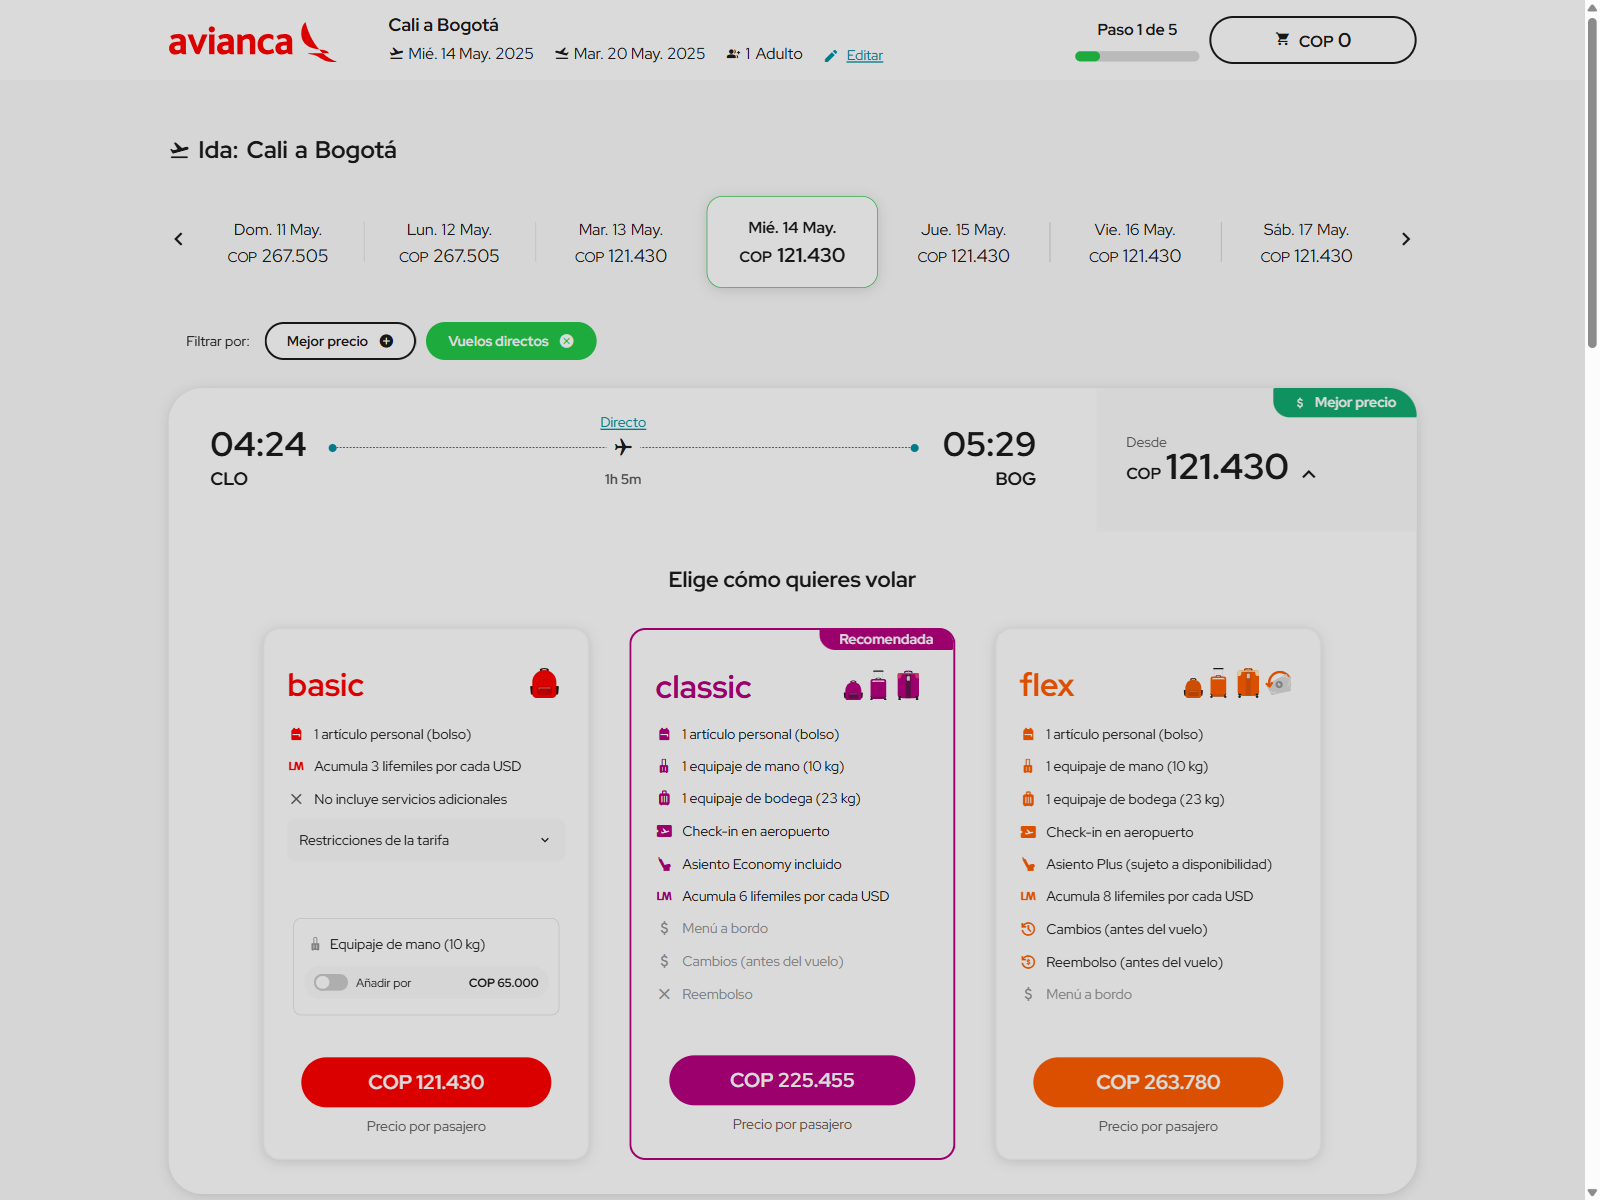 avianca
Cali a Bogotá
Mié. 14 May. 2025
Mar. 20 May. 2025
1 Adulto
Editar
Paso 1 de 5
COP 0
Ida: Cali a Bogotá
Dom. 11 May.
COP 267.505
Lun. 12 May.
COP 267.505
Mar. 13 May.
COP 121.430
Mié. 14 May.
COP 121.430
Jue. 15 May.
COP 121.430
Vie. 16 May.
COP 121.430
Sáb. 17 May.
COP 121.430
Filtrar por:
Mejor precio
Vuelos directos
$ Mejor precio
04:24
CLO
Directo
1h 5m
05:29
BOG
Desde
COP 121.430
Elige cómo quieres volar
basic
1 artículo personal (bolso)
LM Acumula 3 lifemiles por cada USD
No incluye servicios adicionales
Restricciones de la tarifa
Equipaje de mano (10 kg)
Añadir por COP 65.000
COP 121.430
Precio por pasajero
Recomendada
classic
1 artículo personal (bolso)
1 equipaje de mano (10 kg)
1 equipaje de bodega (23 kg)
Check-in en aeropuerto
Asiento Economy incluido
LM Acumula 6 lifemiles por cada USD
$ Menú a bordo
$ Cambios (antes del vuelo)
Reembolso
COP 225.455
Precio por pasajero
flex
1 artículo personal (bolso)
1 equipaje de mano (10 kg)
1 equipaje de bodega (23 kg)
Check-in en aeropuerto
Asiento Plus (sujeto a disponibilidad)
LM Acumula 8 lifemiles por cada USD
Cambios (antes del vuelo)
Reembolso (antes del vuelo)
$ Menú a bordo
COP 263.780
Precio por pasajero